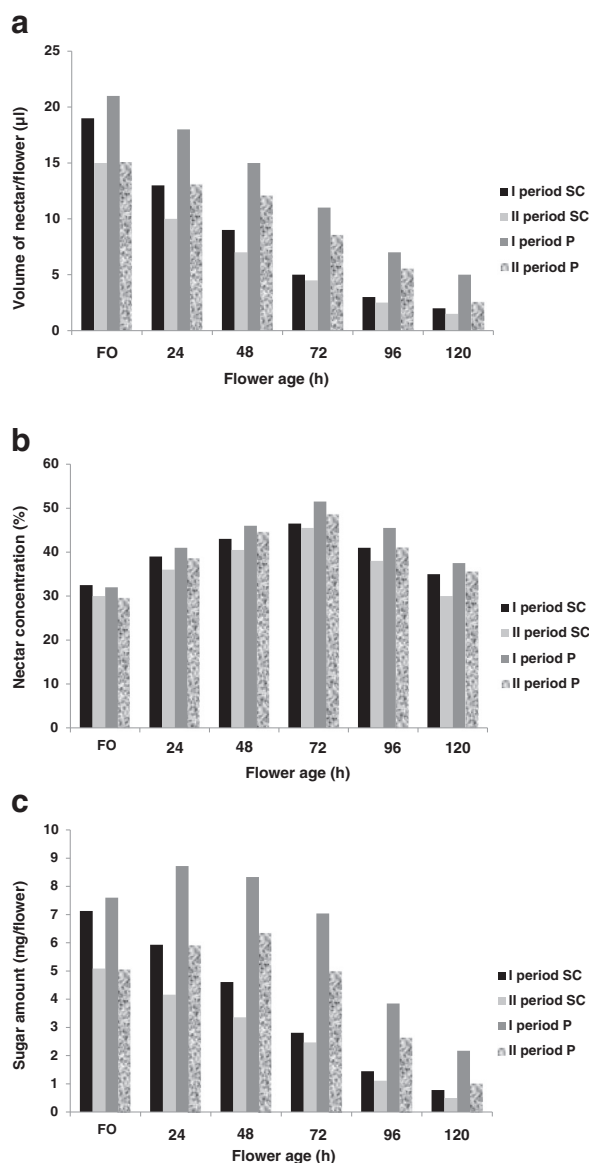 a
25
20
15
10
5
0
Volume of nectar/flower (µl)
FO 24 48 72 96 120
Flower age (h)
I period SC
II period SC
I period P
II period P
b
60
50
40
30
20
10
0
Nectar concentration (%)
FO 24 48 72 96 120
Flower age (h)
I period SC
II period SC
I period P
II period P
c
10
9
8
7
6
5
4
3
2
1
0
Sugar amount (mg/flower)
FO 24 48 72 96 120
Flower age (h)
I period SC
II period SC
I period P
II period P